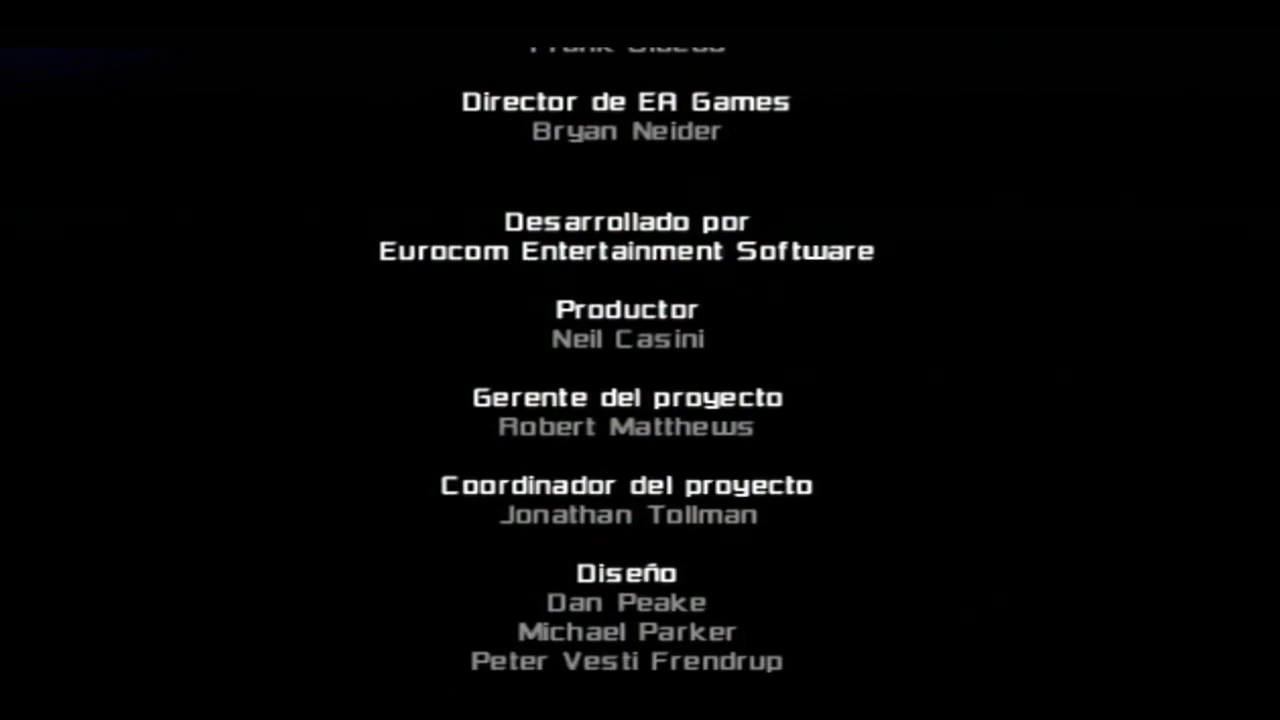 Director de EA Games
Bryan Neider
Desarrollado por
Eurocom Entertainment Software
Productor
Neil Casini
Gerente del proyecto
Robert Matthews
Coordinador del proyecto
Jonathan Tollman
Diseño
Dan Peake
Michael Parker
Peter Vesti Frendrup